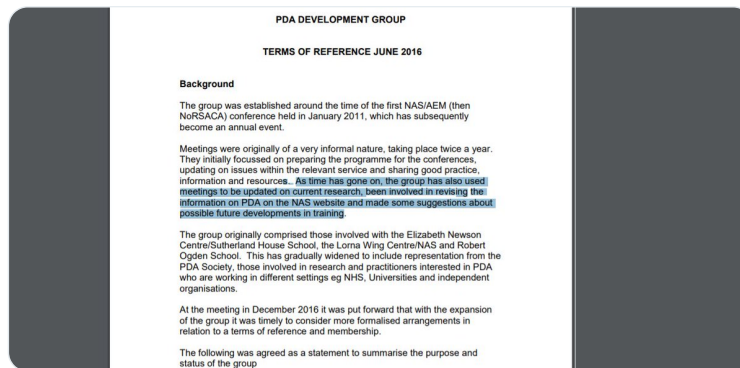 PDA DEVELOPMENT GROUP
TERMS OF REFERENCE JUNE 2016
Background
The group was established around the time of the first NAS/AEM (then
NoRSACA) conference held in January 2011, which has subsequently
become an annual event.
Meetings were originally of a very informal nature, taking place twice a year.
They initially focussed on preparing the programme for the conferences,
updating on issues within the relevant service and sharing good practice,
information and resources.. As time has gone on, the group has also used
meetings to be updated on current research, been involved in revising the
information on PDA on the NAS website and made some suggestions about
possible future developments in training.
The group originally comprised those involved with the Elizabeth Newson
Centre/Sutherland House School, the Lorna Wing Centre/NAS and Robert
Ogden School. This has gradually widened to include representation from the
PDA Society, those involved in research and practitioners interested in PDA
who are working in different settings eg NHS, Universities and independent
organisations.
At the meeting in December 2016 it was put forward that with the expansion
of the group it was timely to consider more formalised arrangements in
relation to a terms of reference and membership.
The following was agreed as a statement to summarise the purpose and
status of the group